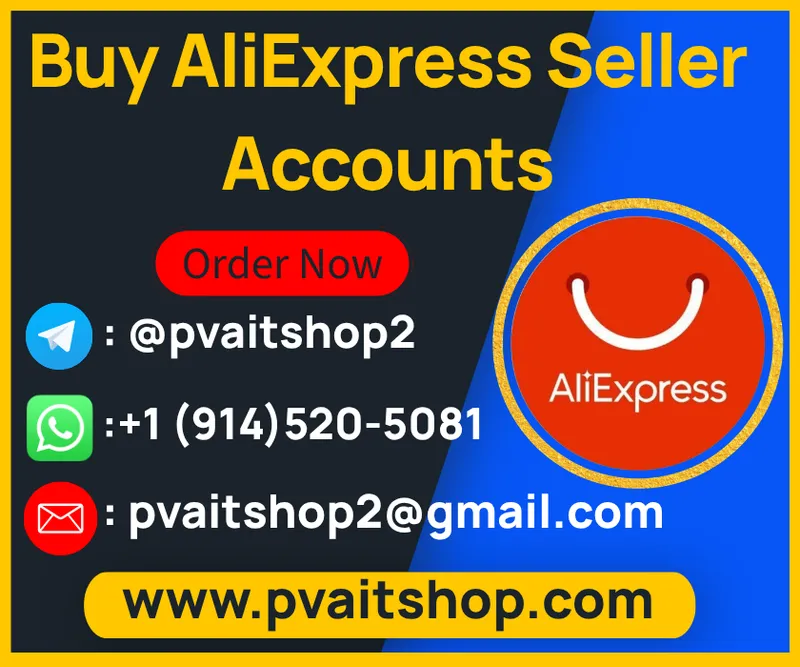 Buy AliExpress Seller
Accounts
Order Now
: @pvaitshop2
:+1 (914)520-5081
: pvaitshop2@gmail.com
AliExpress
www.pvaitshop.com